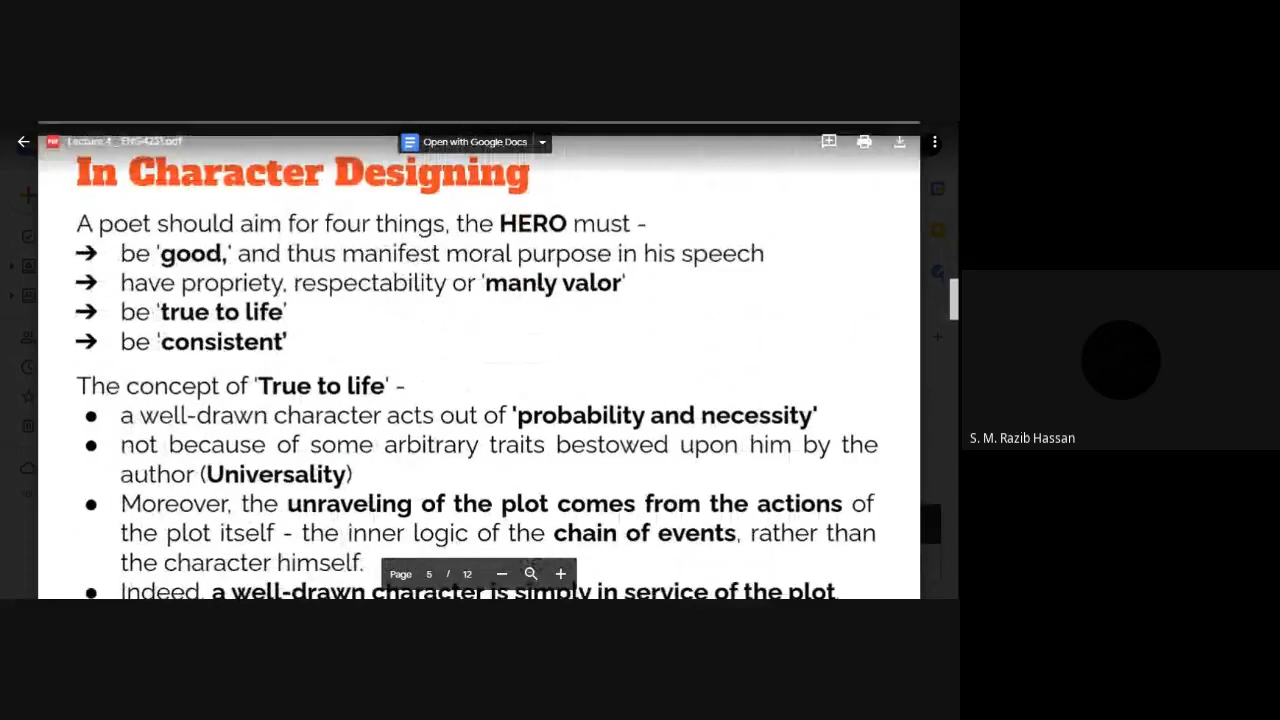 Lecture 4 _ ENG4251.pdf
Open with Google Docs
In Character Designing
A poet should aim for four things, the HERO must -
➔ be 'good,' and thus manifest moral purpose in his speech
➔ have propriety, respectability or 'manly valor'
➔ be 'true to life'
➔ be 'consistent'
The concept of 'True to life' -
● a well-drawn character acts out of 'probability and necessity'
● not because of some arbitrary traits bestowed upon him by the
author (Universality)
● Moreover, the unraveling of the plot comes from the actions of
the plot itself - the inner logic of the chain of events, rather than
the character himself.
● Indeed, a well-drawn character is simply in service of the plot.
Page 5 / 12
S. M. Razib Hassan